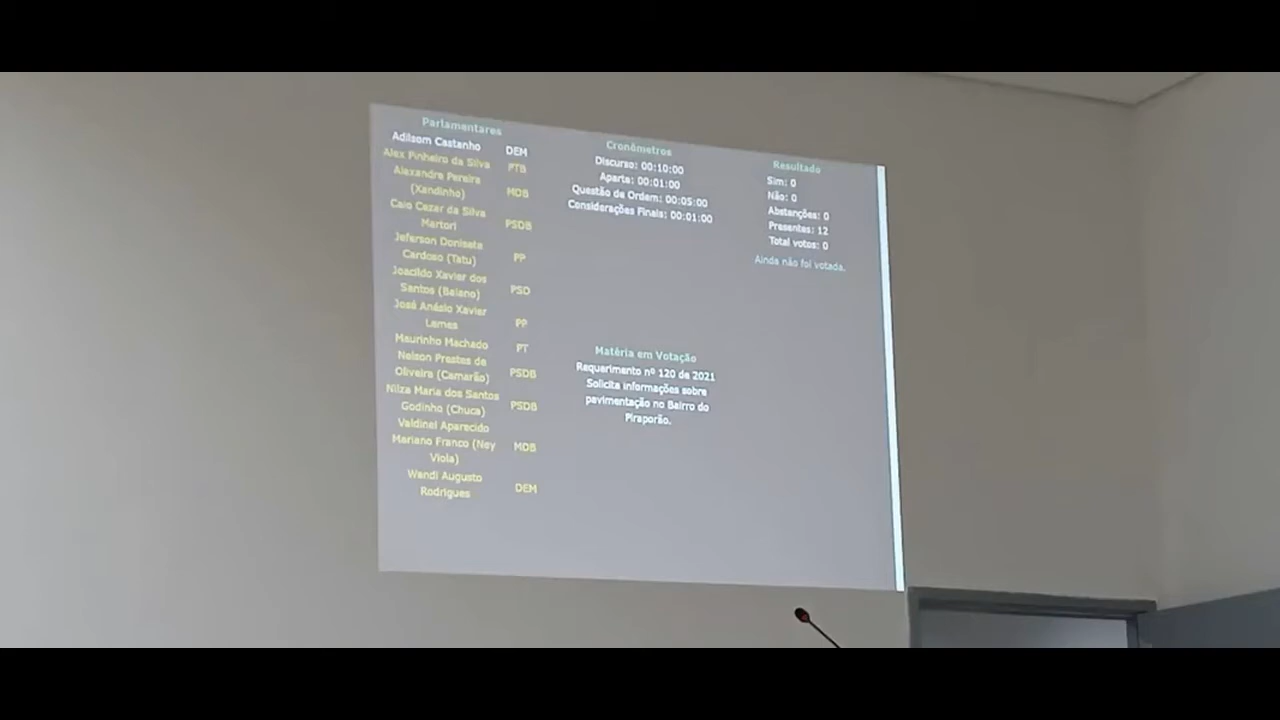 Parlamentares
Adilsom Castanho DEM
Alex Pinheiro da Silva PTB
Alexandre Pereira
(Xandinho) MDB
Caio Cezar da Silva
Martori PSDB
Jeferson Donisete
Cardoso (Tatu) PP
Joacildo Xavier dos
Santos (Baiano) PSD
José Anésio Xavier
Lemes PP
Maurinho Machado PT
Nelson Prestes de
Oliveira (Camarão) PSDB
Nilza Maria dos Santos
Godinho (Chuca) PSDB
Valdinei Aparecido
Mariano Franco (Ney
Viola) MDB
Wandi Augusto
Rodrigues DEM
Cronômetros
Discurso: 00:10:00
Aparte: 00:01:00
Questão de Ordem: 00:05:00
Considerações Finais: 00:01:00
Matéria em Votação
Requerimento nº 120 de 2021
Solicita informações sobre
pavimentação no Bairro do
Piraporão.
Resultado
Sim: 0
Não: 0
Abstenções: 0
Presentes: 12
Total votos: 0
Ainda não foi votada.